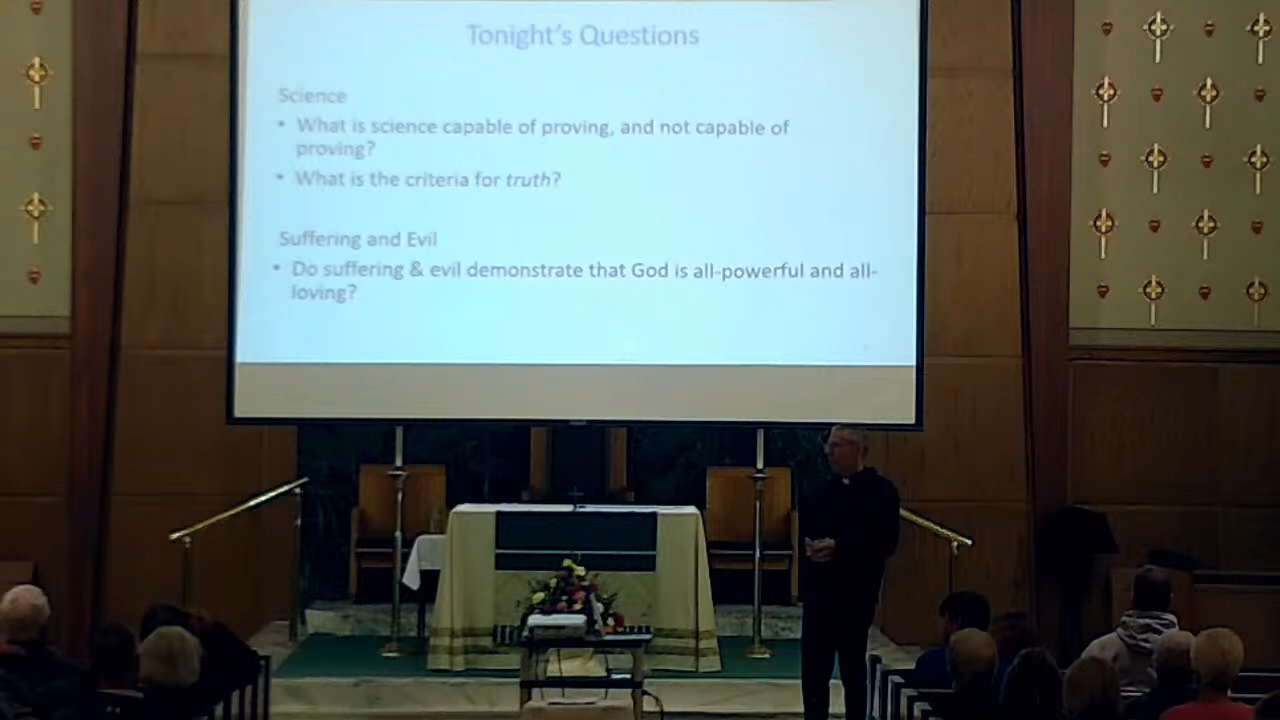 Tonight's Questions
Science
• What is science capable of proving, and not capable of
proving?
• What is the criteria for truth?
Suffering and Evil
• Do suffering & evil demonstrate that God is all-powerful and all-
loving?